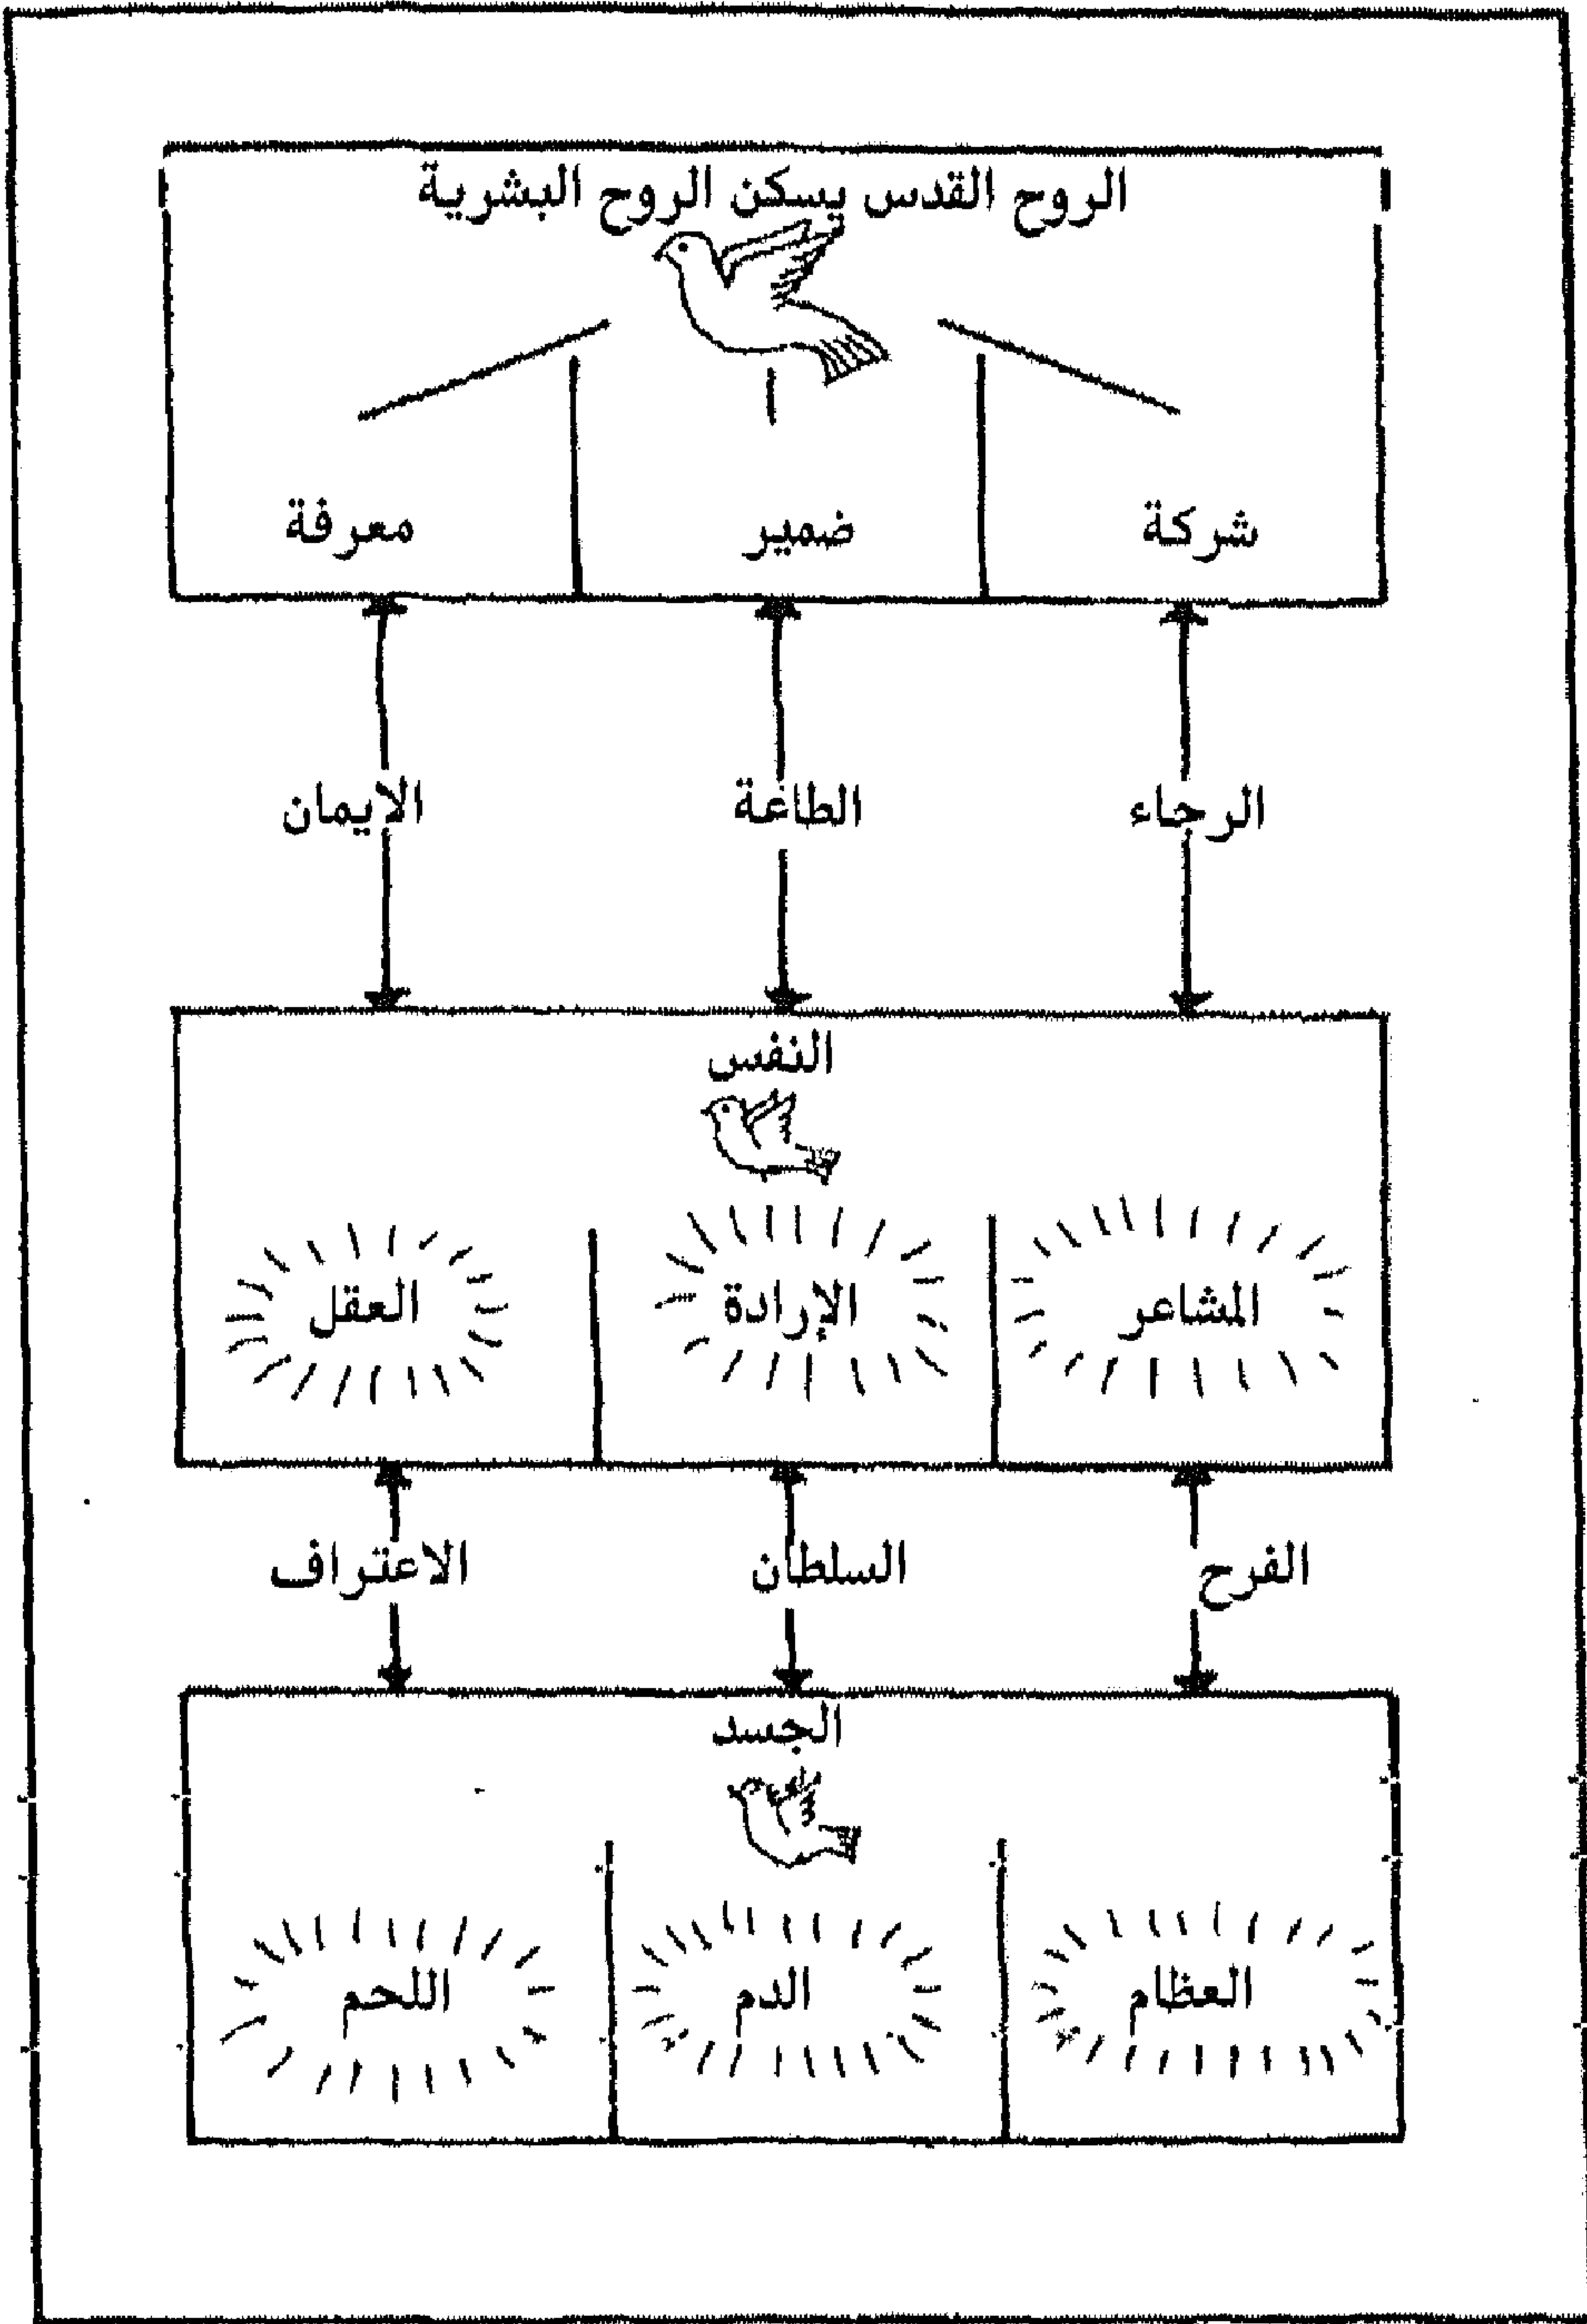 الروح القدس يسكن الروح البشرية
شركة ضمير معرفة
الرجاء الطاعة الايمان
النفس
المشاعر الإرادة العقل
الفرح السلطان الاعتراف
الجسد
العظام الدم اللحم